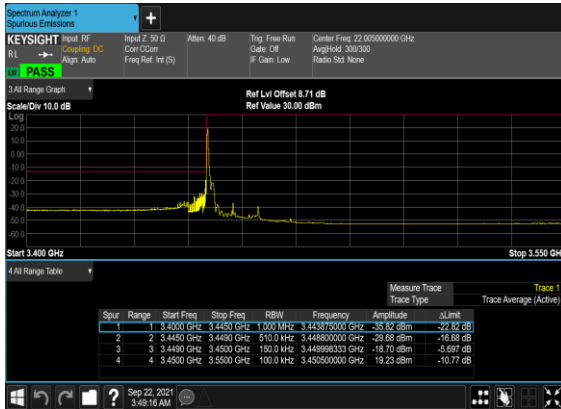 Spectrum Analyzer 1
Spurious Emissions
+
KEYSIGHT Input: RF Input Z: 50 Ω Atten: 40 dB Trig: Free Run Center Freq: 22.005000000 GHz
RL Coupling: DC Corr CCorr Gate: Off Avg|Hold: 300/300
Align: Auto Freq Ref: Int (S) IF Gain: Low Radio Std: None
LXI PASS
3 All Range Graph Ref Lvl Offset 8.71 dB
Scale/Div 10.0 dB Ref Value 30.00 dBm
Log
20.0
10.0
0.00
-10.0
-20.0
-30.0
-40.0
-50.0
-60.0
Start 3.400 GHz Stop 3.550 GH
4 All Range Table
Measure Trace Trace 1
Trace Type Trace Average (Active)
Spur Range Start Freq Stop Freq RBW Frequency Amplitude ΔLimit
1 1 3.4000 GHz 3.4450 GHz 1.000 MHz 3.443875000 GHz -35.82 dBm -22.82 dB
2 2 3.4450 GHz 3.4490 GHz 510.0 kHz 3.448800000 GHz -29.68 dBm -16.68 dB
3 3 3.4490 GHz 3.4500 GHz 150.0 kHz 3.449998333 GHz -18.70 dBm -5.697 dB
4 4 3.4500 GHz 3.5500 GHz 100.0 kHz 3.450500000 GHz 19.23 dBm -10.77 dB
? Sep 22, 2021
3:49:16 AM